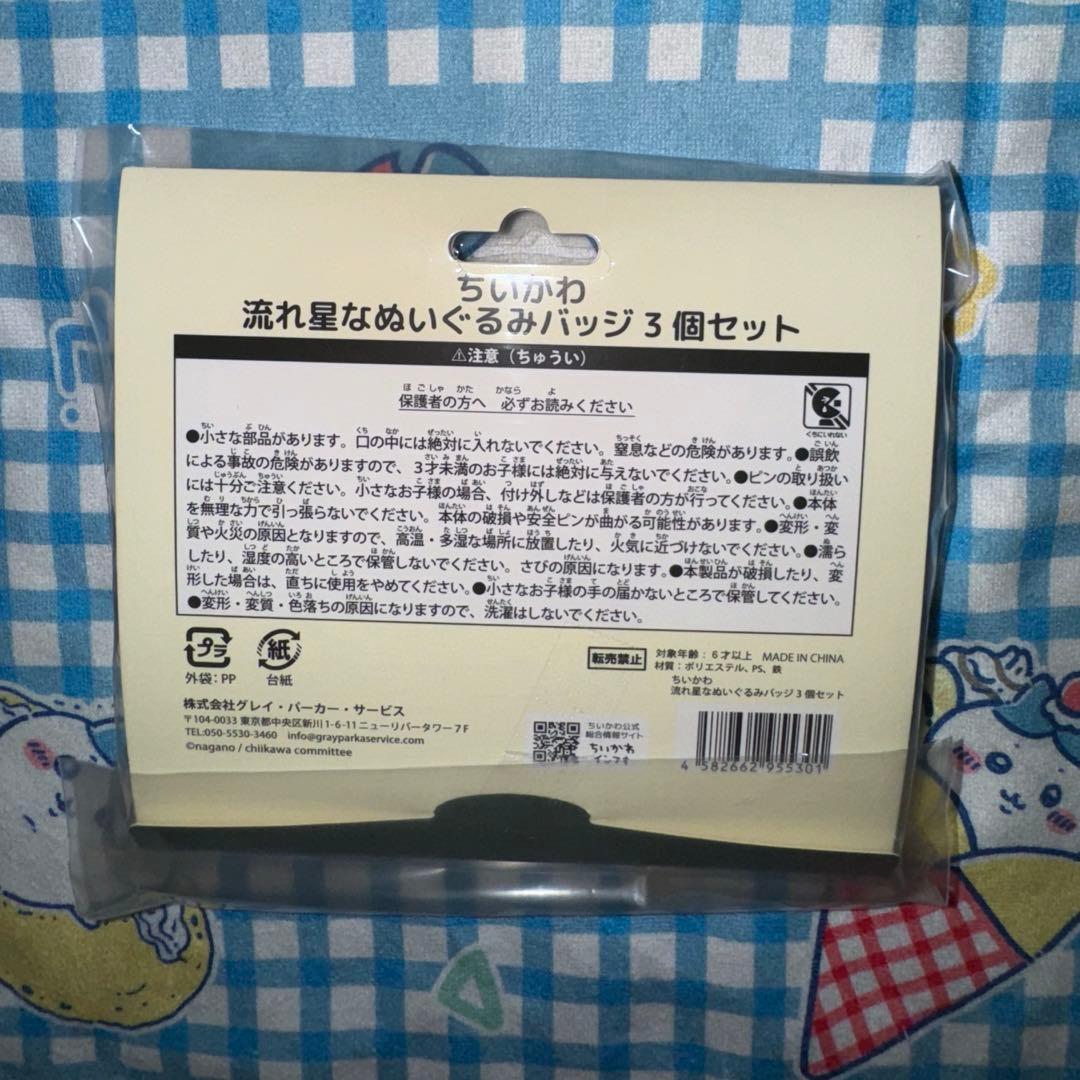 ちいかわ
流れ星なぬいぐるみバッジ3個セット
⚠注意（ちゅうい）
保護者の方へ 必ずお読みください
くちにいれない
●小さな部品があります。口の中には絶対に入れないでください。窒息などの危険があります。●誤飲
による事故の危険がありますので、3才未満のお子様には絶対に与えないでください。●ピンの取り扱い
には十分ご注意ください。小さなお子様の場合、付け外しなどは保護者の方が行ってください。●本体
を無理な力で引っ張らないでください。本体の破損や安全ピンが曲がる可能性があります。●変形・変
質や火災の原因となりますので、高温・多湿な場所に放置したり、火気に近づけないでください。●濡ら
したり、湿度の高いところで保管しないでください。さびの原因になります。●本製品が破損したり、変
形した場合は、直ちに使用をやめてください。●小さなお子様の手の届かないところで保管してください。
●変形・変質・色落ちの原因になりますので、洗濯はしないでください。
プラ
外袋：PP
紙
台紙
転売禁止
対象年齢：6才以上 MADE IN CHINA
材質：ポリエステル、PS、鉄
ちいかわ
流れ星なぬいぐるみバッジ3個セット
株式会社グレイ・パーカー・サービス
〒104-0033 東京都中央区新川1-6-11ニューリバータワー7F
TEL:050-5530-3460 info@grayparkaservice.com
©nagano / chiikawa committee
ちいかわ公式
総合情報サイト
ちいかわ
インフォ
4 582662 955301